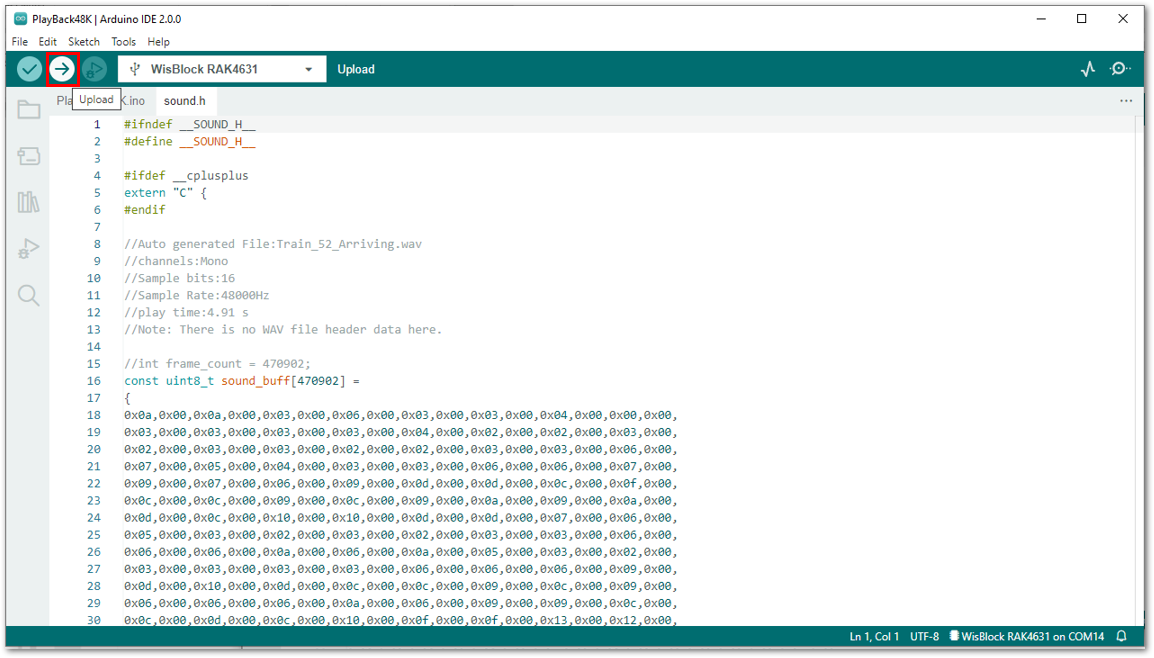 PlayBack48K | Arduino IDE 2.0.0
File Edit Sketch Tools Help
WisBlock RAK4631 Upload
Pla K.ino sound.h
Upload
1 #ifndef __SOUND_H__
2 #define __SOUND_H__
3
4 #ifdef __cplusplus
5 extern "C" {
6 #endif
7
8 //Auto generated File:Train_52_Arriving.wav
9 //channels:Mono
10 //Sample bits:16
11 //Sample Rate:48000Hz
12 //play time:4.91 s
13 //Note: There is no WAV file header data here.
14
15 //int frame_count = 470902;
16 const uint8_t sound_buff[470902] =
17 {
18 0x0a,0x00,0x0a,0x00,0x03,0x00,0x06,0x00,0x03,0x00,0x03,0x00,0x04,0x00,0x00,0x00,
19 0x03,0x00,0x03,0x00,0x03,0x00,0x03,0x00,0x04,0x00,0x02,0x00,0x02,0x00,0x03,0x00,
20 0x02,0x00,0x03,0x00,0x03,0x00,0x02,0x00,0x02,0x00,0x03,0x00,0x03,0x00,0x06,0x00,
21 0x07,0x00,0x05,0x00,0x04,0x00,0x03,0x00,0x03,0x00,0x06,0x00,0x06,0x00,0x07,0x00,
22 0x09,0x00,0x07,0x00,0x06,0x00,0x09,0x00,0x0d,0x00,0x0d,0x00,0x0c,0x00,0x0f,0x00,
23 0x0c,0x00,0x0c,0x00,0x09,0x00,0x0c,0x00,0x09,0x00,0x0a,0x00,0x09,0x00,0x0a,0x00,
24 0x0d,0x00,0x0c,0x00,0x10,0x00,0x10,0x00,0x0d,0x00,0x0d,0x00,0x07,0x00,0x06,0x00,
25 0x05,0x00,0x03,0x00,0x02,0x00,0x03,0x00,0x02,0x00,0x03,0x00,0x03,0x00,0x06,0x00,
26 0x06,0x00,0x06,0x00,0x0a,0x00,0x06,0x00,0x0a,0x00,0x05,0x00,0x03,0x00,0x02,0x00,
27 0x03,0x00,0x03,0x00,0x03,0x00,0x03,0x00,0x06,0x00,0x06,0x00,0x06,0x00,0x09,0x00,
28 0x0d,0x00,0x10,0x00,0x0d,0x00,0x0c,0x00,0x0c,0x00,0x09,0x00,0x0c,0x00,0x09,0x00,
29 0x06,0x00,0x06,0x00,0x06,0x00,0x0a,0x00,0x06,0x00,0x09,0x00,0x09,0x00,0x0c,0x00,
30 0x0c,0x00,0x0d,0x00,0x0c,0x00,0x10,0x00,0x0f,0x00,0x0f,0x00,0x13,0x00,0x12,0x00,
Ln 1, Col 1 UTF-8 WisBlock RAK4631 on COM14